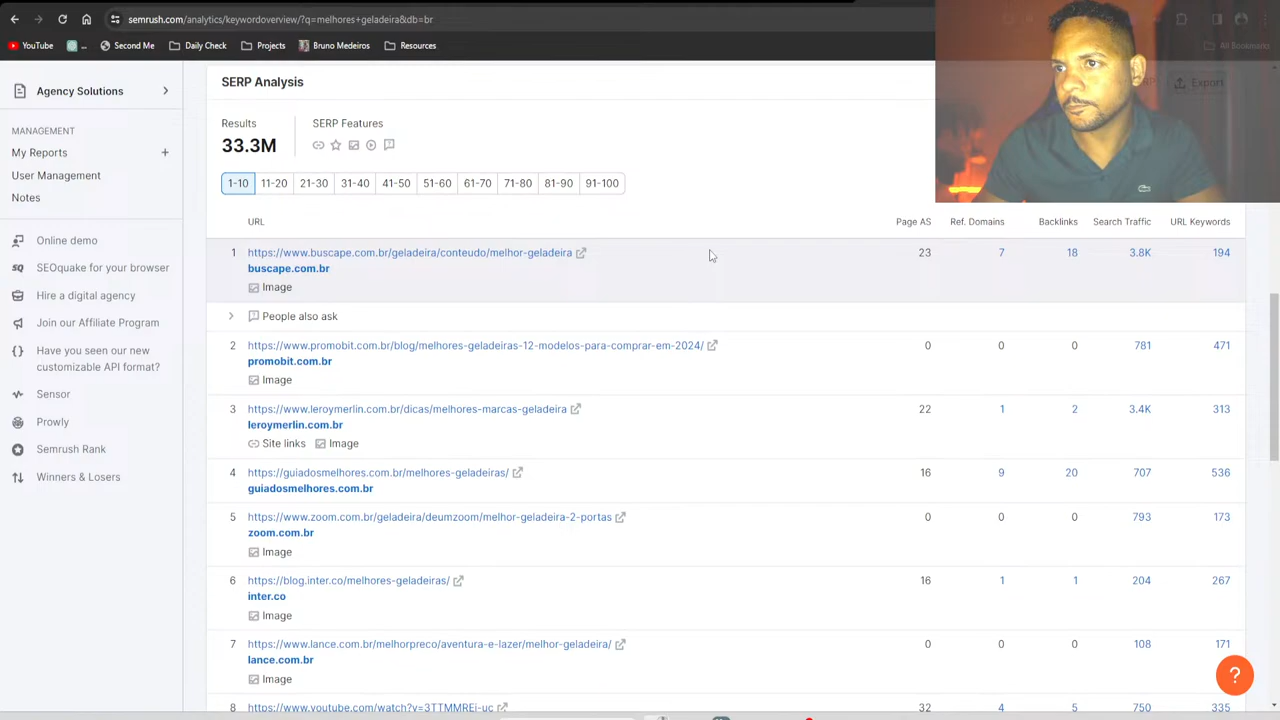 semrush.com/analytics/keywordoverview/?q=melhores+geladeira&db=br
YouTube
...
Second Me
Daily Check
Projects
Bruno Medeiros
Resources
All Bookmarks
Agency Solutions
MANAGEMENT
My Reports +
User Management
Notes
Online demo
SEOquake for your browser
Hire a digital agency
Join our Affiliate Program
Have you seen our new
customizable API format?
Sensor
Prowly
Semrush Rank
Winners & Losers
SERP Analysis
Export
Results SERP Features
33.3M
1-10 11-20 21-30 31-40 41-50 51-60 61-70 71-80 81-90 91-100
URL Page AS Ref. Domains Backlinks Search Traffic URL Keywords
1 https://www.buscape.com.br/geladeira/conteudo/melhor-geladeira 23 7 18 3.8K 194
buscape.com.br
Image
People also ask
2 https://www.promobit.com.br/blog/melhores-geladeiras-12-modelos-para-comprar-em-2024/ 0 0 0 781 471
promobit.com.br
Image
3 https://www.leroymerlin.com.br/dicas/melhores-marcas-geladeira 22 1 2 3.4K 313
leroymerlin.com.br
Site links Image
4 https://guiadosmelhores.com.br/melhores-geladeiras/ 16 9 20 707 536
guiadosmelhores.com.br
5 https://www.zoom.com.br/geladeira/deumzoom/melhor-geladeira-2-portas 0 0 0 793 173
zoom.com.br
Image
6 https://blog.inter.co/melhores-geladeiras/ 16 1 1 204 267
inter.co
Image
7 https://www.lance.com.br/melhorpreco/aventura-e-lazer/melhor-geladeira/ 0 0 0 108 171
lance.com.br
Image
8 https://www.youtube.com/watch?v=3TTMMREi-uc 32 4 5 750 335
?